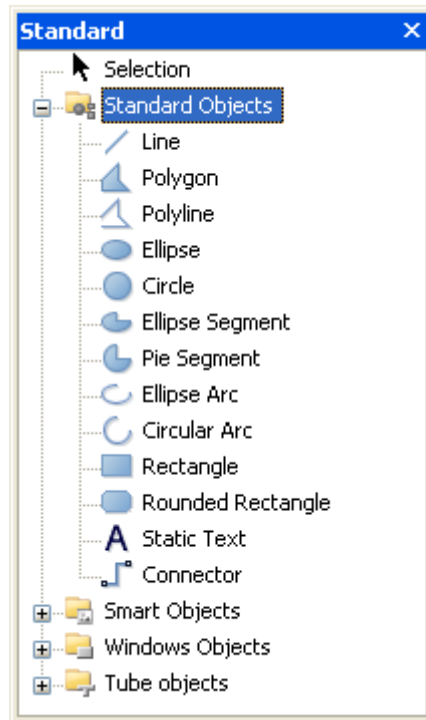 Standard
Selection
Standard Objects
Line
Polygon
Polyline
Ellipse
Circle
Ellipse Segment
Pie Segment
Ellipse Arc
Circular Arc
Rectangle
Rounded Rectangle
A Static Text
Connector
Smart Objects
Windows Objects
Tube objects